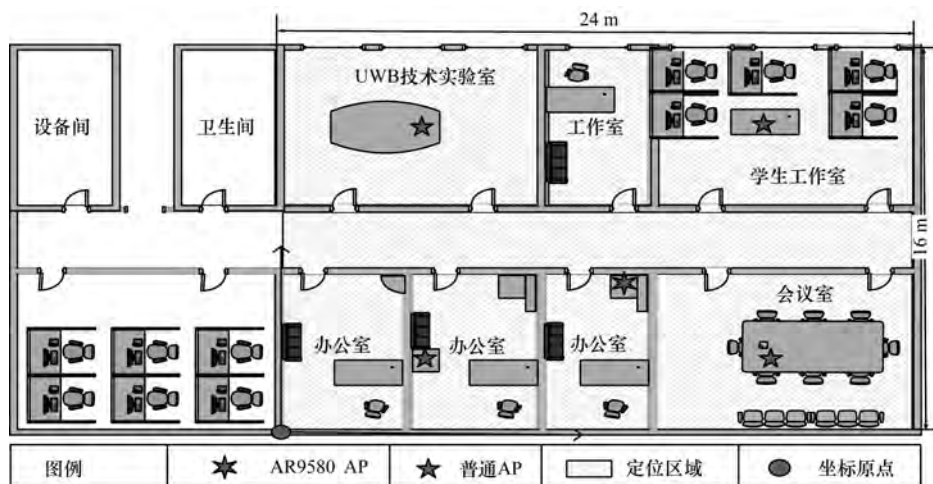 24 m
UWB技术实验室
设备间
卫生间
工作室
学生工作室
16 m
会议室
办公室
办公室
办公室
图例
AR9580 AP
普通AP
定位区域
坐标原点